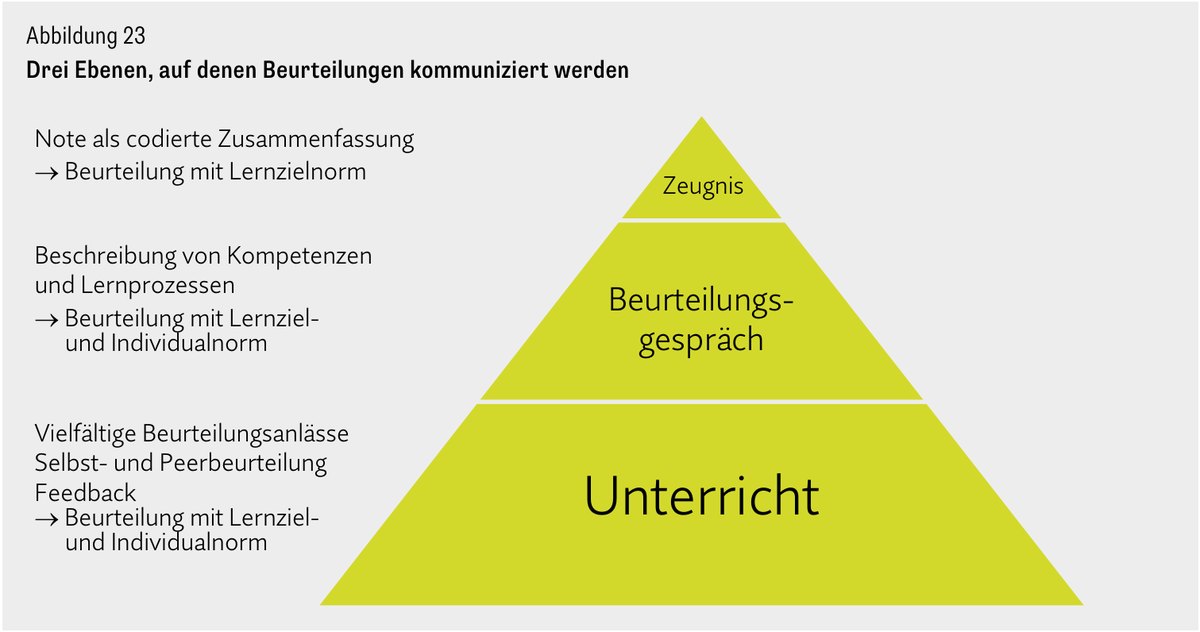 Abbildung 23
Drei Ebenen, auf denen Beurteilungen kommuniziert werden
Note als codierte Zusammenfassung
→ Beurteilung mit Lernzielnorm
Zeugnis
Beschreibung von Kompetenzen
und Lernprozessen
→ Beurteilung mit Lernziel-
und Individualnorm
Beurteilungs-
gespräch
Vielfältige Beurteilungsanlässe
Selbst- und Peerbeurteilung
Feedback
→ Beurteilung mit Lernziel-
und Individualnorm
Unterricht